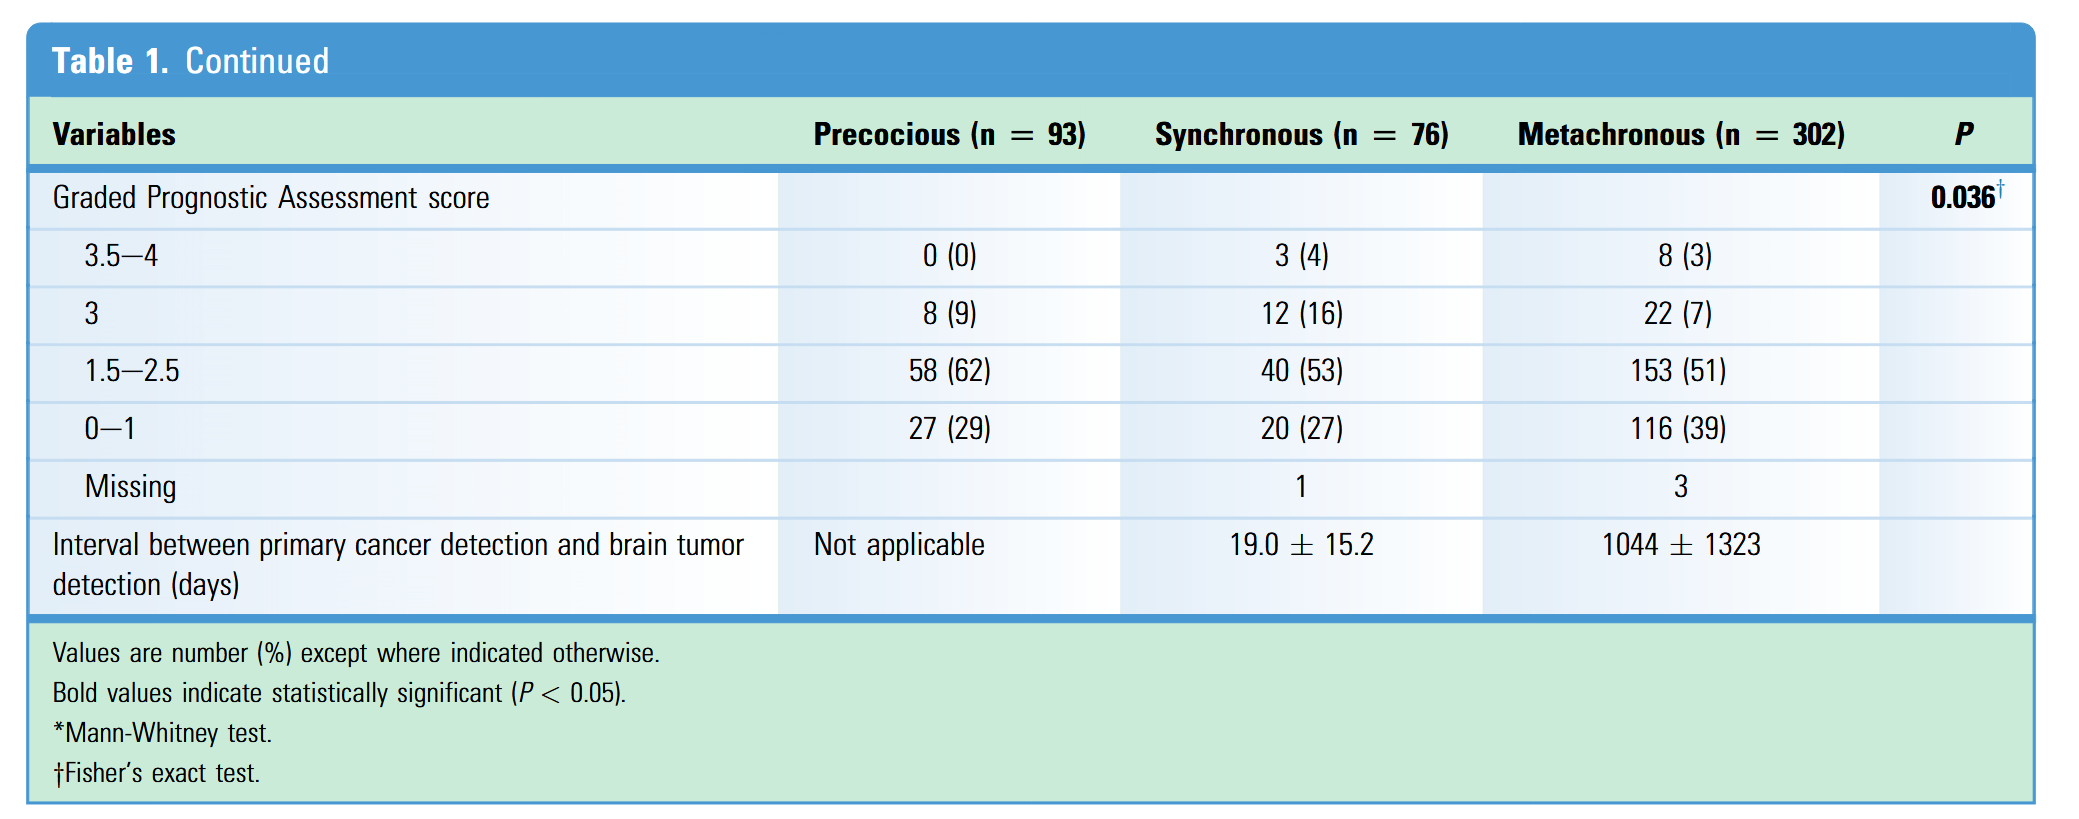 Table 1. Continued
Variables Precocious (n = 93) Synchronous (n = 76) Metachronous (n = 302) P
Graded Prognostic Assessment score 0.036†
3.5—4 0 (0) 3 (4) 8 (3)
3 8 (9) 12 (16) 22 (7)
1.5—2.5 58 (62) 40 (53) 153 (51)
0—1 27 (29) 20 (27) 116 (39)
Missing 1 3
Interval between primary cancer detection and brain tumor Not applicable 19.0 ± 15.2 1044 ± 1323
detection (days)
Values are number (%) except where indicated otherwise.
Bold values indicate statistically significant (P < 0.05).
*Mann-Whitney test.
†Fisher's exact test.